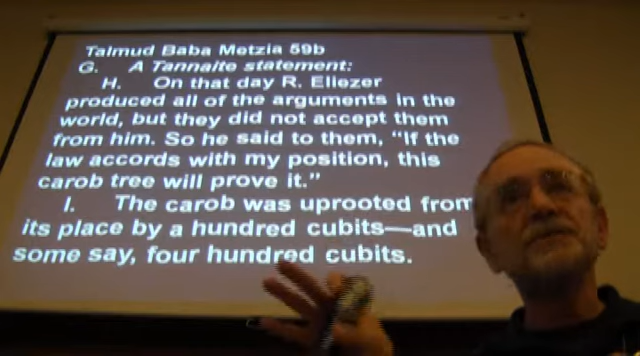 Talmud Baba Metzia 59b
G. A Tannaite statement:
H. On that day R. Eliezer
produced all of the arguments in the
world, but they did not accept them
from him. So he said to them, "If the
law accords with my position, this
carob tree will prove it."
I. The carob was uprooted from
its place by a hundred cubits—and
some say, four hundred cubits.